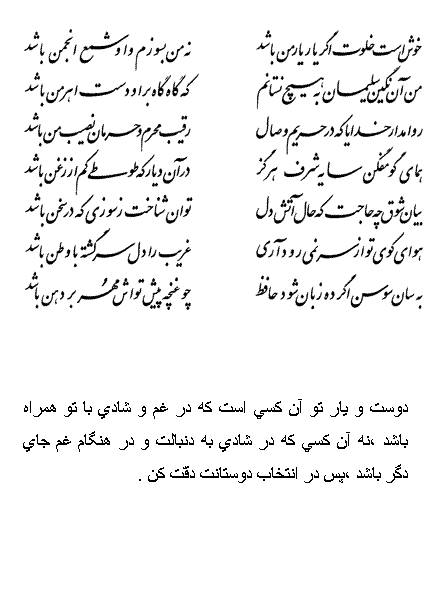 خوش است خلوت اگر یار یار من باشد نه من بسوزم و او شمع انجمن باشد
من آن نگین سلیمان به هیچ نستانم که گاه گاه بر او دست اهرمن باشد
روا مدار خدایا که در حریم وصال رقیب محرم و حرمان نصیب من باشد
همای گو مفکن سایه شرف هرگز در آن دیار که طوطی کم از زغن باشد
بیان شوق چه حاجت که حال آتش دل توان شناخت ز سوزی که در سخن باشد
هوای کوی تو از سر نمی رود آری غریب را دل سرگشته با وطن باشد
به سان سوسن اگر ده زبان شود حافظ چو غنچه پیش تواش مهر بر دهن باشد
دوست و يار تو آن كسي است كه در غم و شادي با تو همراه
باشد ،نه آن كسي كه در شادي به دنبالت و در هنگام غم جاي
دگر باشد ،پس در انتخاب دوستانت دقت كن .